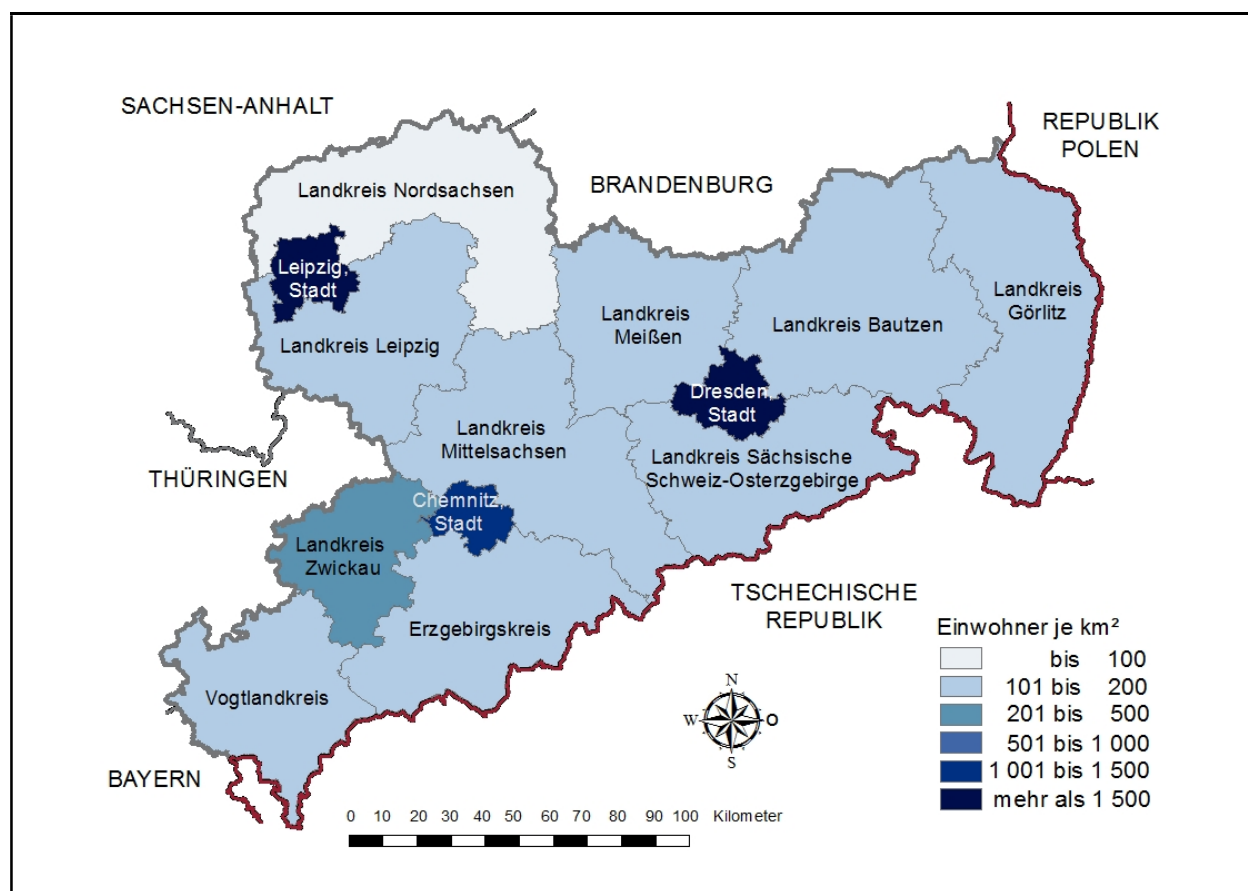 SACHSEN-ANHALT
REPUBLIK
POLEN
BRANDENBURG
Landkreis Nordsachsen
Leipzig,
Stadt
Landkreis Leipzig
Landkreis
Meißen
Landkreis Bautzen
Landkreis
Görlitz
Dresden
Stadt
Landkreis
Mittelsachsen
Landkreis Sächsische
Schweiz-Osterzgebirge
THÜRINGEN
Chemnitz,
Stadt
Landkreis
Zwickau
Erzgebirgskreis
TSCHECHISCHE
REPUBLIK
Vogtlandkreis
BAYERN
N
W O
S
Einwohner je km²
bis 100
101 bis 200
201 bis 500
501 bis 1 000
1 001 bis 1 500
mehr als 1 500
0 10 20 30 40 50 60 70 80 90 100 Kilometer